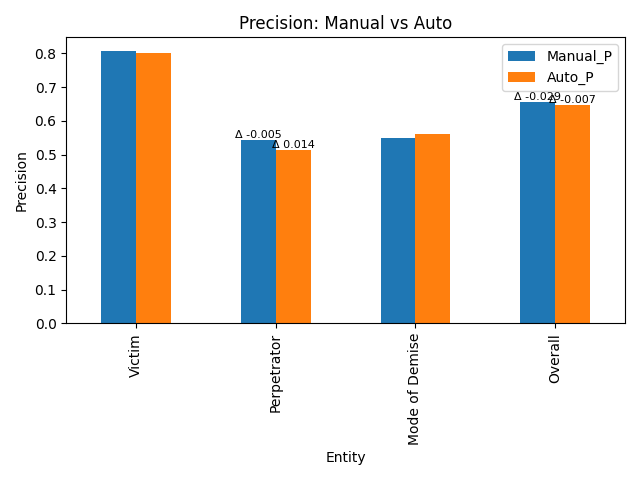 Precision: Manual vs Auto
Manual_P
Auto_P
Precision
0.8
0.7
0.6
0.5
0.4
0.3
0.2
0.1
0.0
Δ -0.005
Δ 0.014
Δ -0.029
Δ -0.007
Victim
Perpetrator
Mode of Demise
Overall
Entity